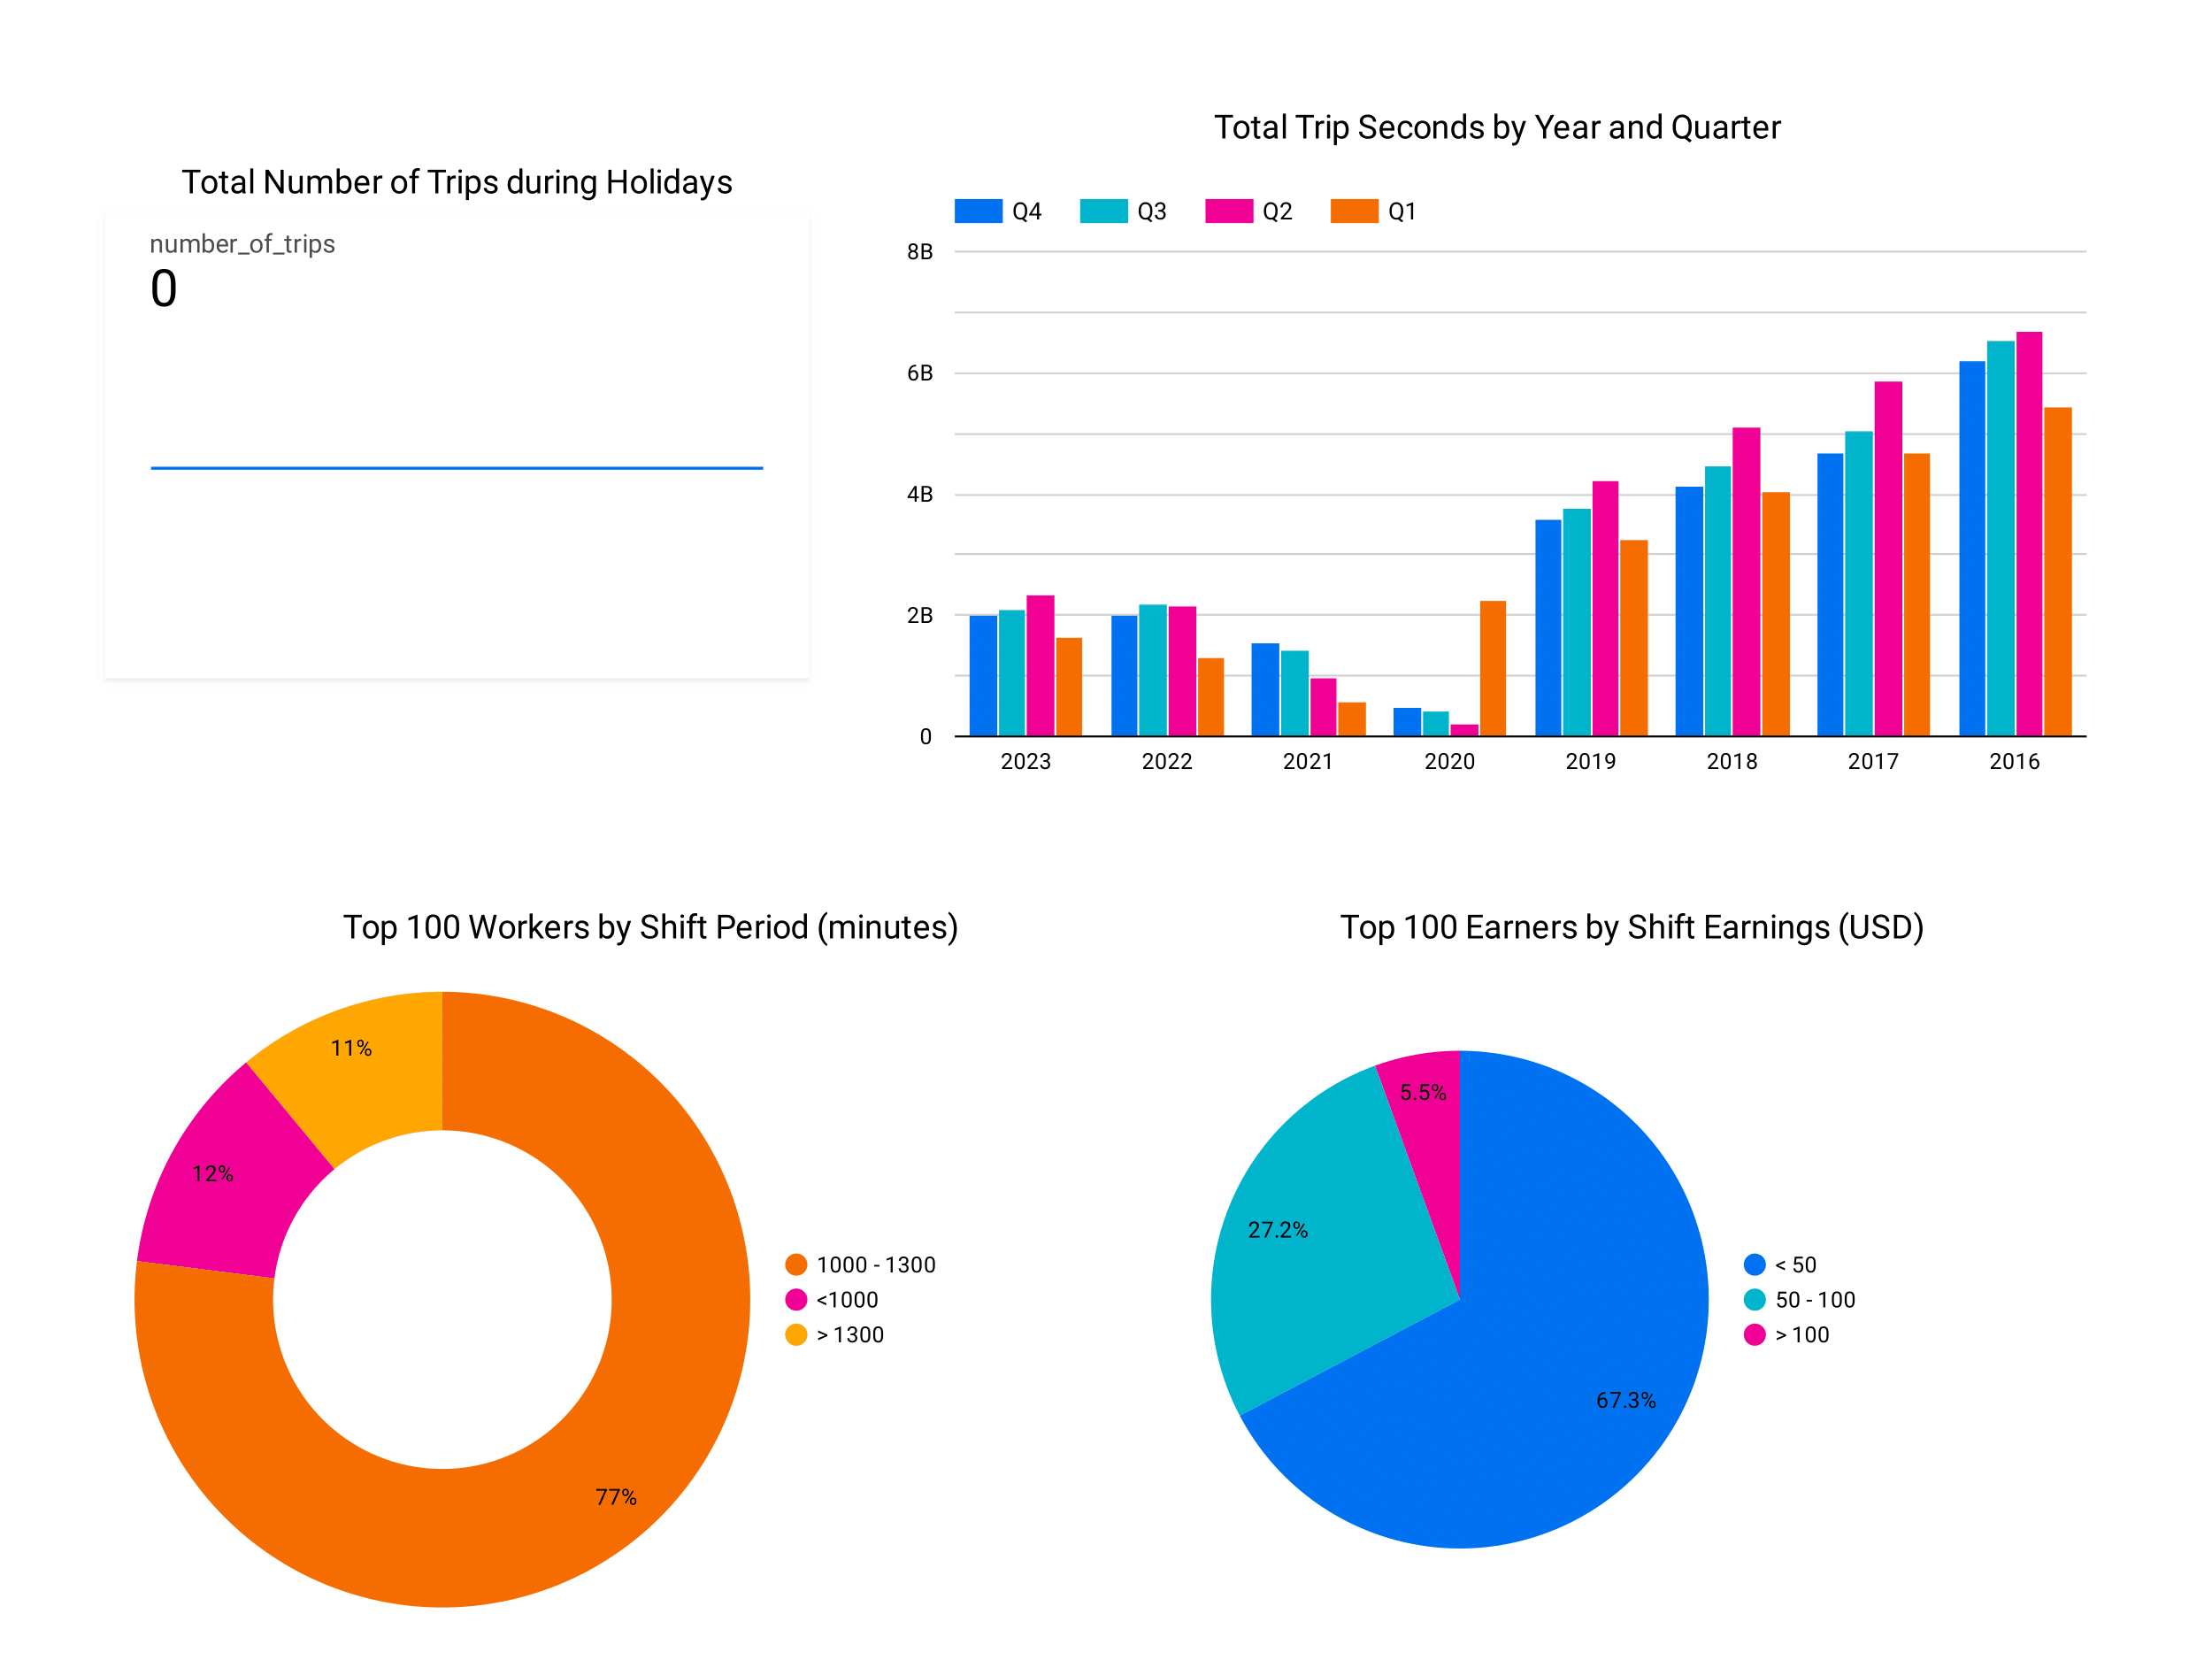 Total Number of Trips during Holidays
number_of_trips
0
Total Trip Seconds by Year and Quarter
Q4 Q3 Q2 Q1
8B
6B
4B
2B
0
2023 2022 2021 2020 2019 2018 2017 2016
Top 100 Workers by Shift Period (minutes)
11%
12%
77%
1000 - 1300
<1000
> 1300
Top 100 Earners by Shift Earnings (USD)
5.5%
27.2%
67.3%
< 50
50 - 100
> 100